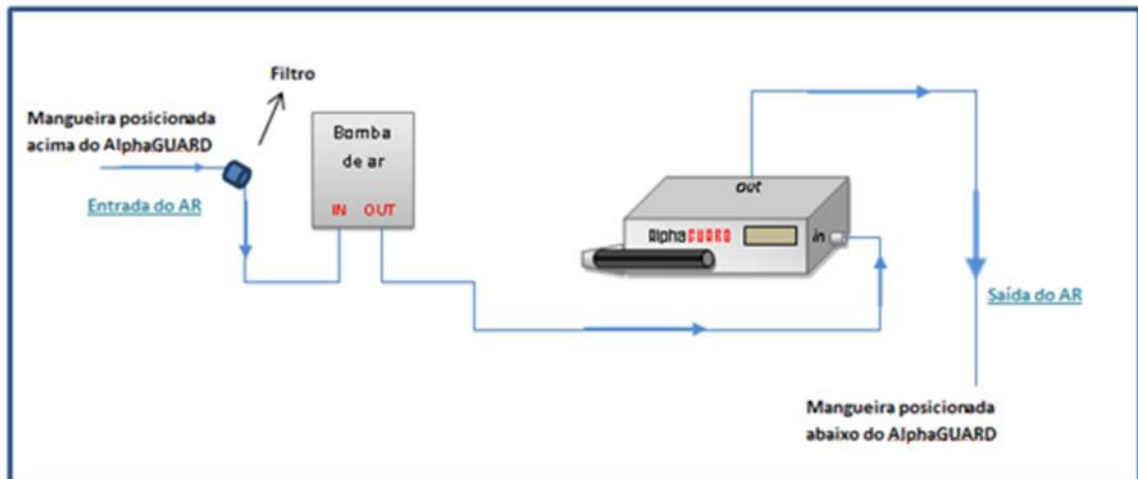 Filtro
Mangueira posicionada
acima do AlphaGUARD
Entrada do AR
Bomba
de ar
IN OUT
out
AlphaGUARD
in
Saída do AR
Mangueira posicionada
abaixo do AlphaGUARD